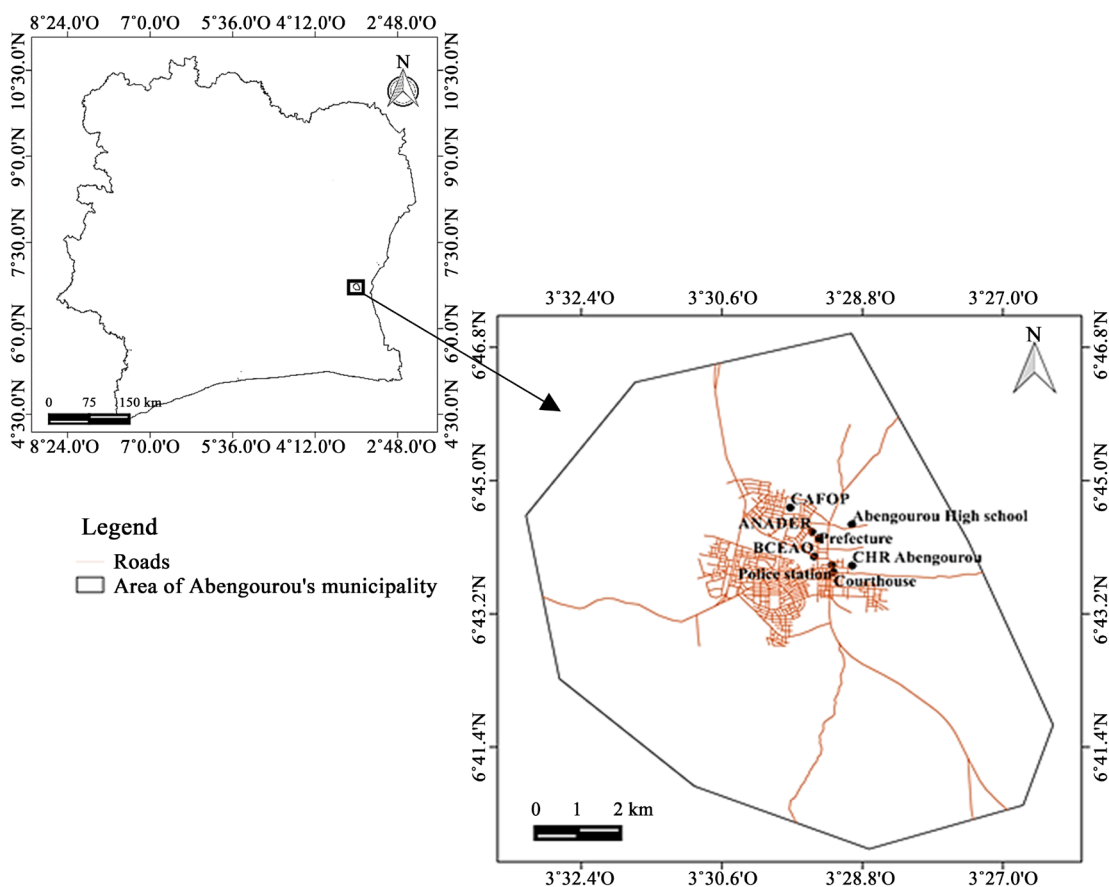 8°24.0'O 7°0.0'O 5°36.0'O 4°12.0'O 2°48.0'O
10°30.0'N
9°0.0'N
7°30.0'N
6°0.0'N
4°30.0'N
N
10°30.0'N
9°0.0'N
7°30.0'N
6°0.0'N
4°30.0'N
0 75 150 km
8°24.0'O 7°0.0'O 5°36.0'O 4°12.0'O 2°48.0'O
Legend
Roads
Area of Abengourou's municipality
3°32.4'O 3°30.6'O 3°28.8'O 3°27.0'O
6°46.8'N
6°45.0'N
6°43.2'N
6°41.4'N
N
CAFOP
Abengourou High school
ANADER
Prefecture
BCEAO
CHR Abengourou
Police station
Courthouse
6°46.8'N
6°45.0'N
6°43.2'N
6°41.4'N
0 1 2 km
3°32.4'O 3°30.6'O 3°28.8'O 3°27.0'O